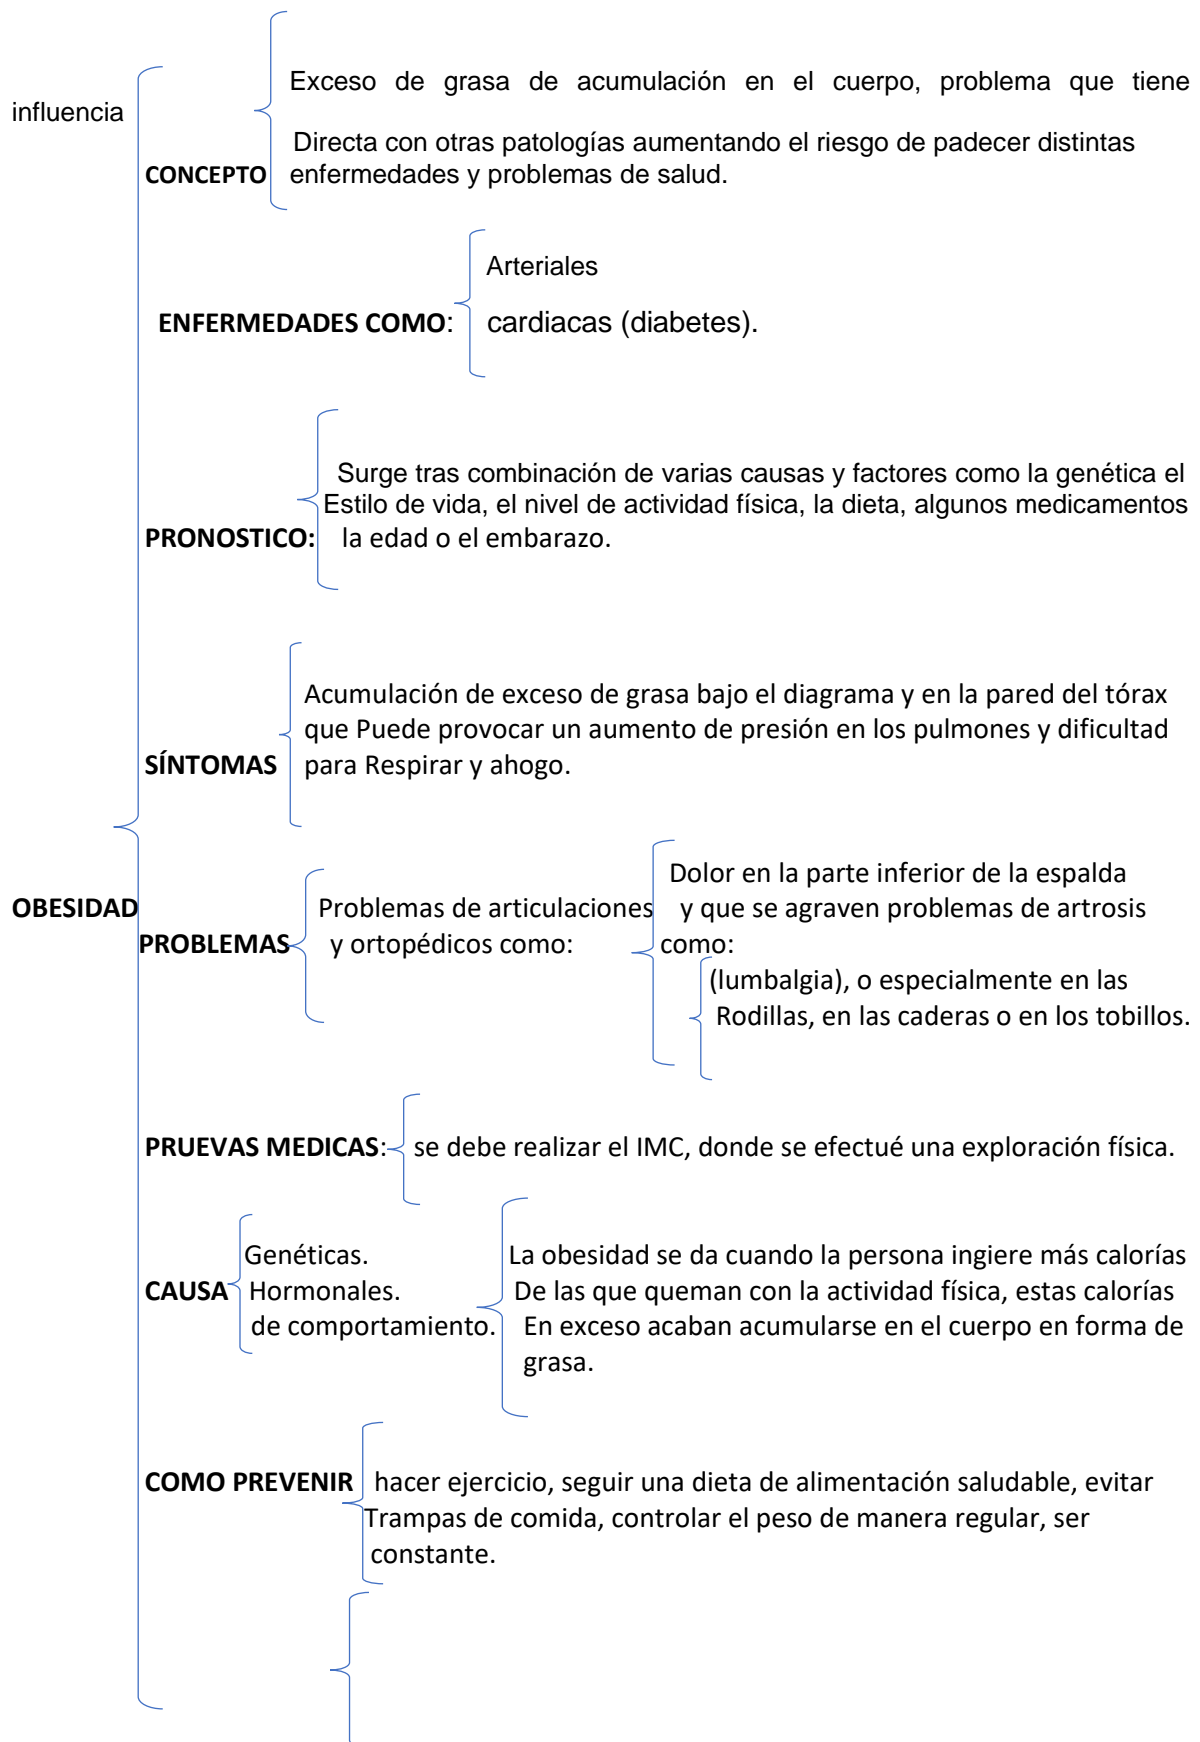 Exceso de grasa de acumulación en el cuerpo, problema que tiene
influencia
Directa con otras patologías aumentando el riesgo de padecer distintas
CONCEPTO enfermedades y problemas de salud.
Arteriales
ENFERMEDADES COMO: cardiacas (diabetes).
Surge tras combinación de varias causas y factores como la genética el
Estilo de vida, el nivel de actividad física, la dieta, algunos medicamentos
PRONOSTICO: la edad o el embarazo.
Acumulación de exceso de grasa bajo el diagrama y en la pared del tórax
que Puede provocar un aumento de presión en los pulmones y dificultad
SÍNTOMAS para Respirar y ahogo.
Dolor en la parte inferior de la espalda
OBESIDAD Problemas de articulaciones y que se agraven problemas de artrosis
PROBLEMAS y ortopédicos como: como:
(lumbalgia), o especialmente en las
Rodillas, en las caderas o en los tobillos.
PRUEVAS MEDICAS: se debe realizar el IMC, donde se efectué una exploración física.
Genéticas. La obesidad se da cuando la persona ingiere más calorías
CAUSA Hormonales. De las que queman con la actividad física, estas calorías
de comportamiento. En exceso acaban acumularse en el cuerpo en forma de
grasa.
COMO PREVENIR hacer ejercicio, seguir una dieta de alimentación saludable, evitar
Trampas de comida, controlar el peso de manera regular, ser
constante.